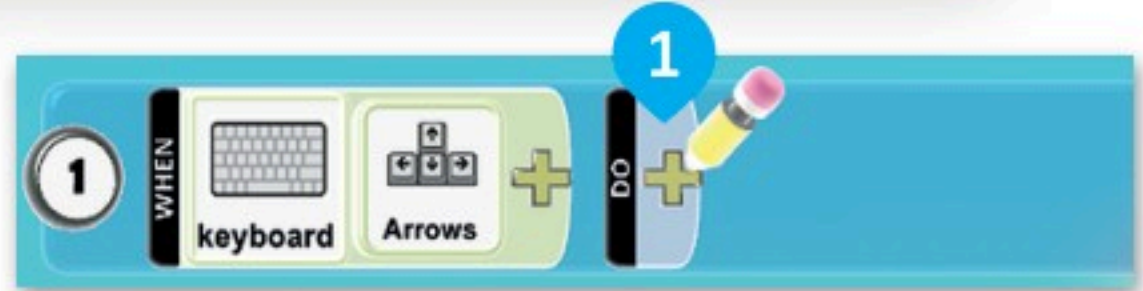 1
1
WHEN
keyboard
Arrows
DO